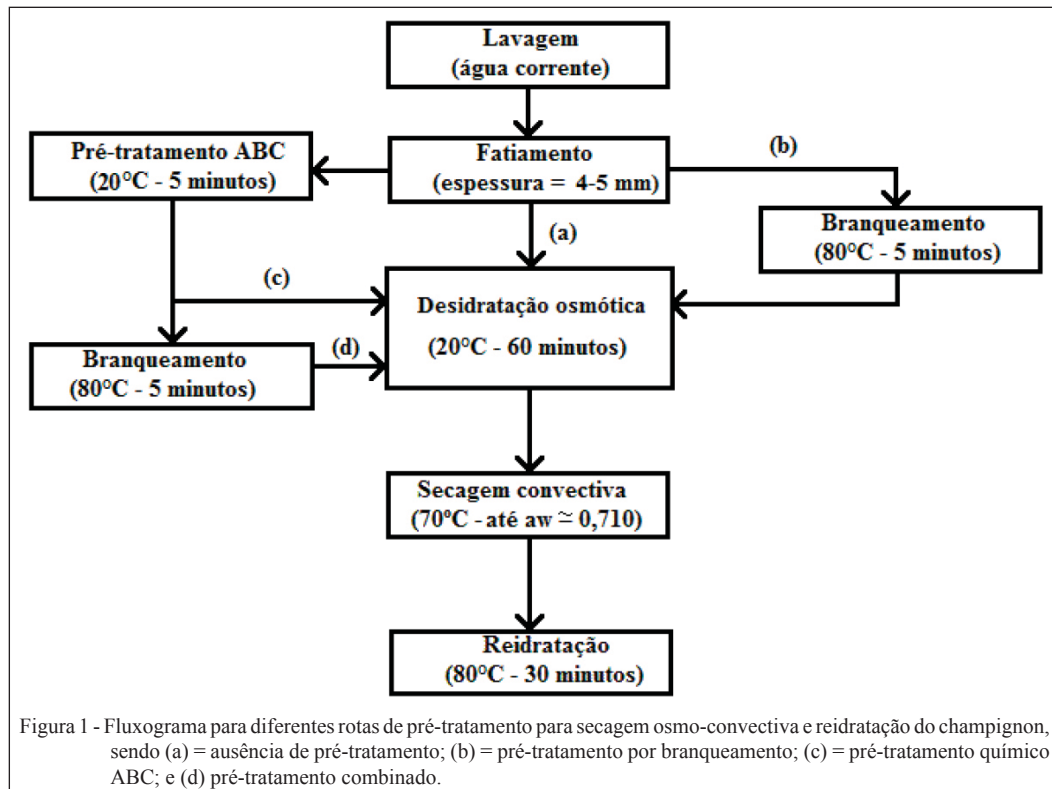 Lavagem
(água corrente)
Pré-tratamento ABC
(20°C - 5 minutos)
Fatiamento
(espessura = 4-5 mm)
(b)
(a)
Branqueamento
(80°C - 5 minutos)
(c)
Desidratação osmótica
(20°C - 60 minutos)
Branqueamento
(80°C - 5 minutos)
(d)
Secagem convectiva
(70°C - até aw ≃ 0,710)
Reidratação
(80°C - 30 minutos)
Figura 1 - Fluxograma para diferentes rotas de pré-tratamento para secagem osmo-convectiva e reidratação do champignon,
sendo (a) = ausência de pré-tratamento; (b) = pré-tratamento por branqueamento; (c) = pré-tratamento químico
ABC; e (d) pré-tratamento combinado.